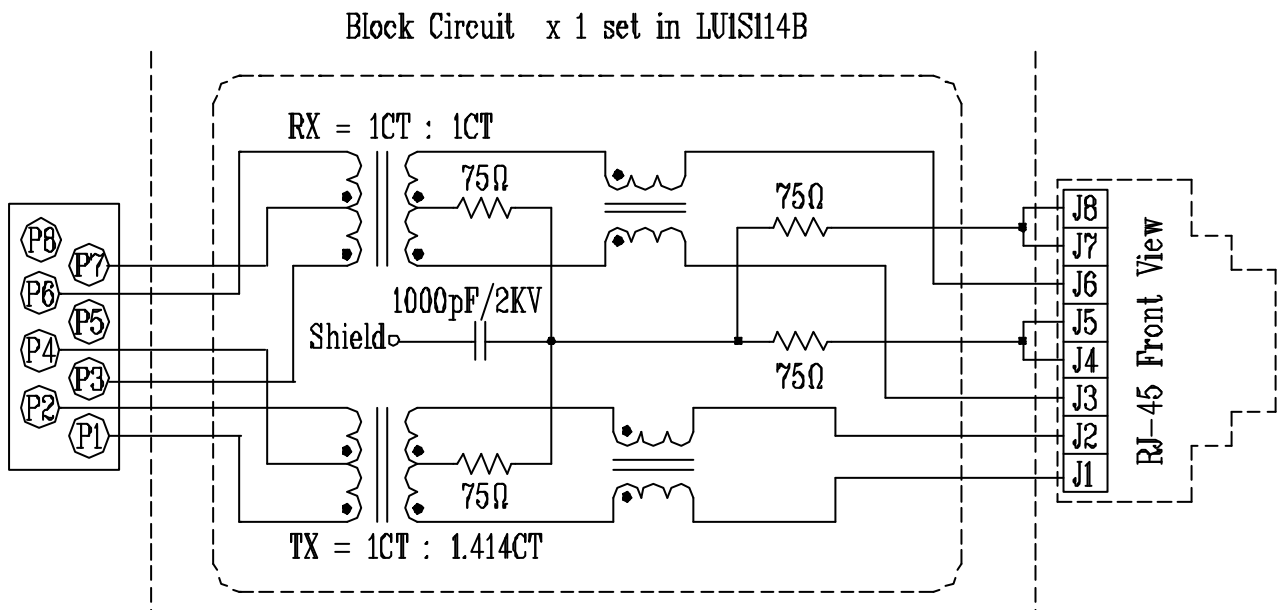 Block Circuit x 1 set in LU1S114B
RX = 1CT : 1CT
75Ω
75Ω
P8
P7
P6
P5
P4
P3
P2
P1
1000pF/2KV
Shield
75Ω
75Ω
TX = 1CT : 1.414CT
J8
J7
J6
J5
J4
J3
J2
J1
RJ-45 Front View